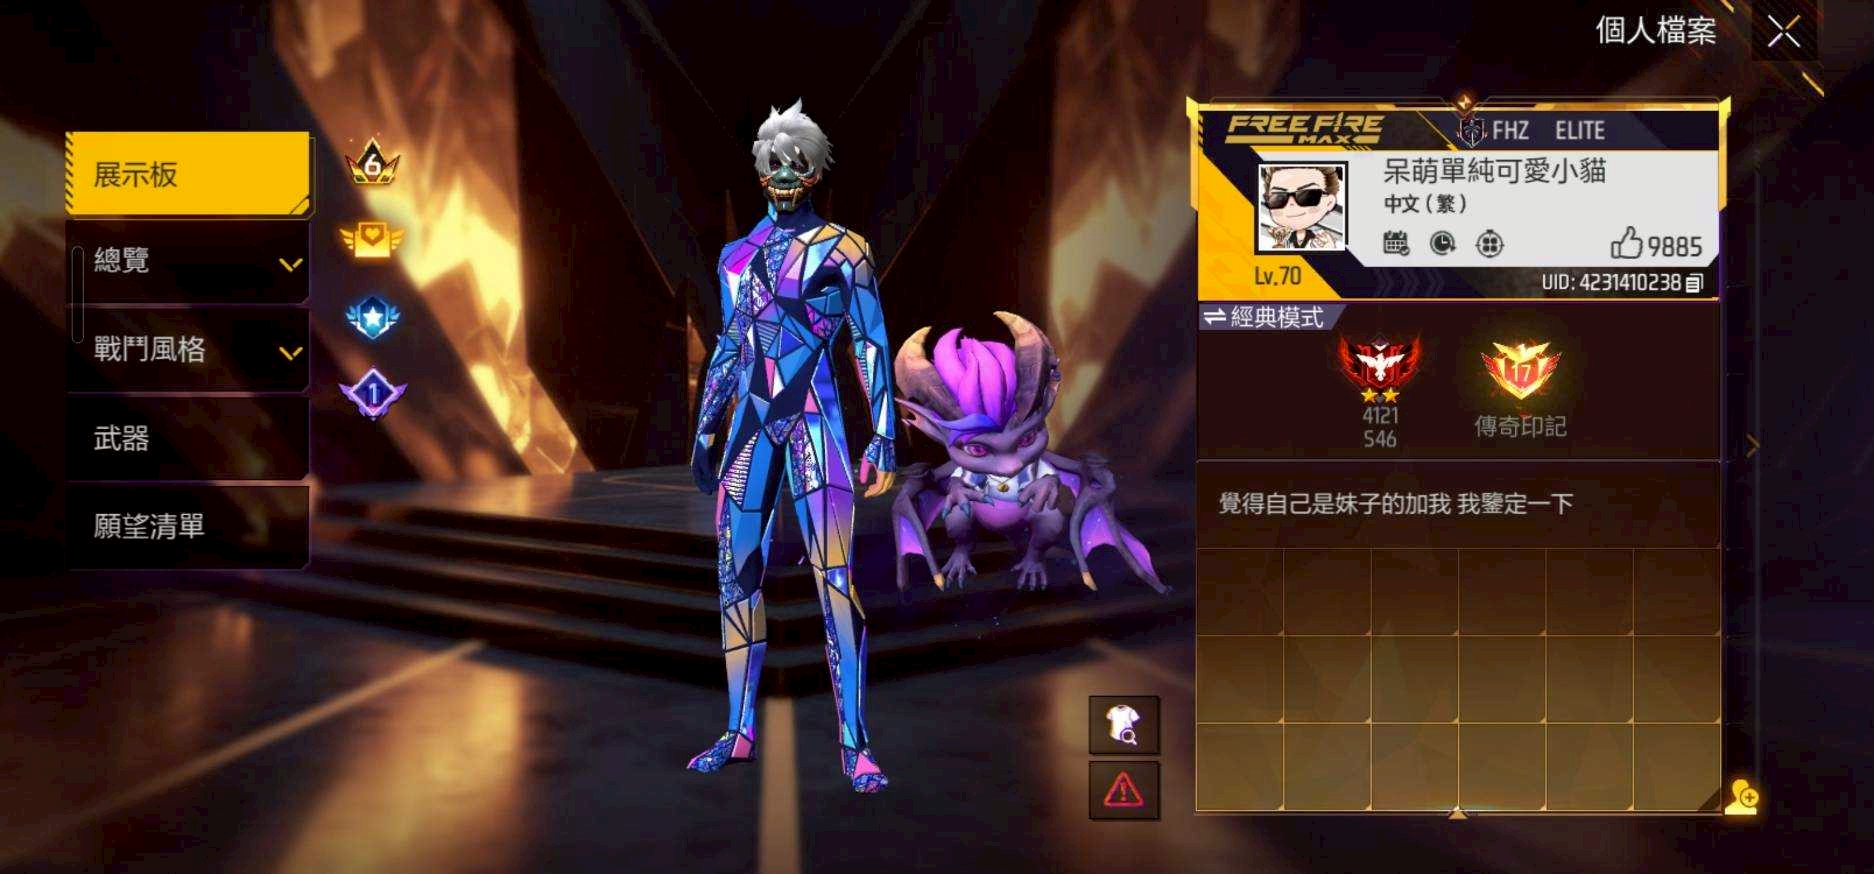 個人檔案
展示板
總覽
戰鬥風格
武器
願望清單
6
1
FREE FIRE
MAX
FHZ ELITE
呆萌單純可愛小貓
中文(繁)
9885
Lv.70
UID: 4231410238
經典模式
17
4121
546
傳奇印記
覺得自己是妹子的加我 我鑒定一下